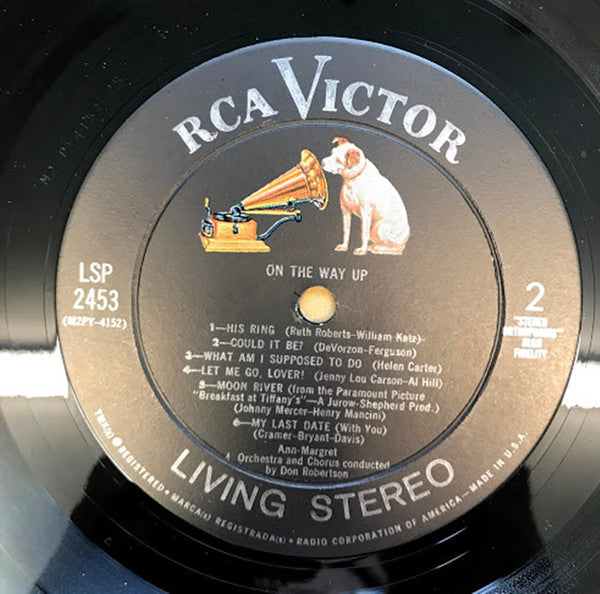 RCA VICTOR
ON THE WAY UP
LSP
2453
(M2PY-4152)
2
"STEREO
ORTHOPHONIC"
HIGH
FIDELITY
1—HIS RING (Ruth Roberts-William Katz)
2—COULD IT BE? (DeVorzon-Ferguson)
3—WHAT AM I SUPPOSED TO DO (Helen Carter)
4—LET ME GO, LOVER! (Jenny Lou Carson-Al Hill)
5—MOON RIVER (from the Paramount Picture
"Breakfast at Tiffany's"—A Jurow-Shepherd Prod.)
(Johnny Mercer-Henry Mancini)
6—MY LAST DATE (With You)
(Cramer-Bryant-Davis)
Ann-Margret
Orchestra and Chorus conducted
by Don Robertson
LIVING STEREO
TMK(s) ® REGISTERED • MARCA(s) REGISTRADA(s) • RADIO CORPORATION OF AMERICA—MADE IN U.S.A.